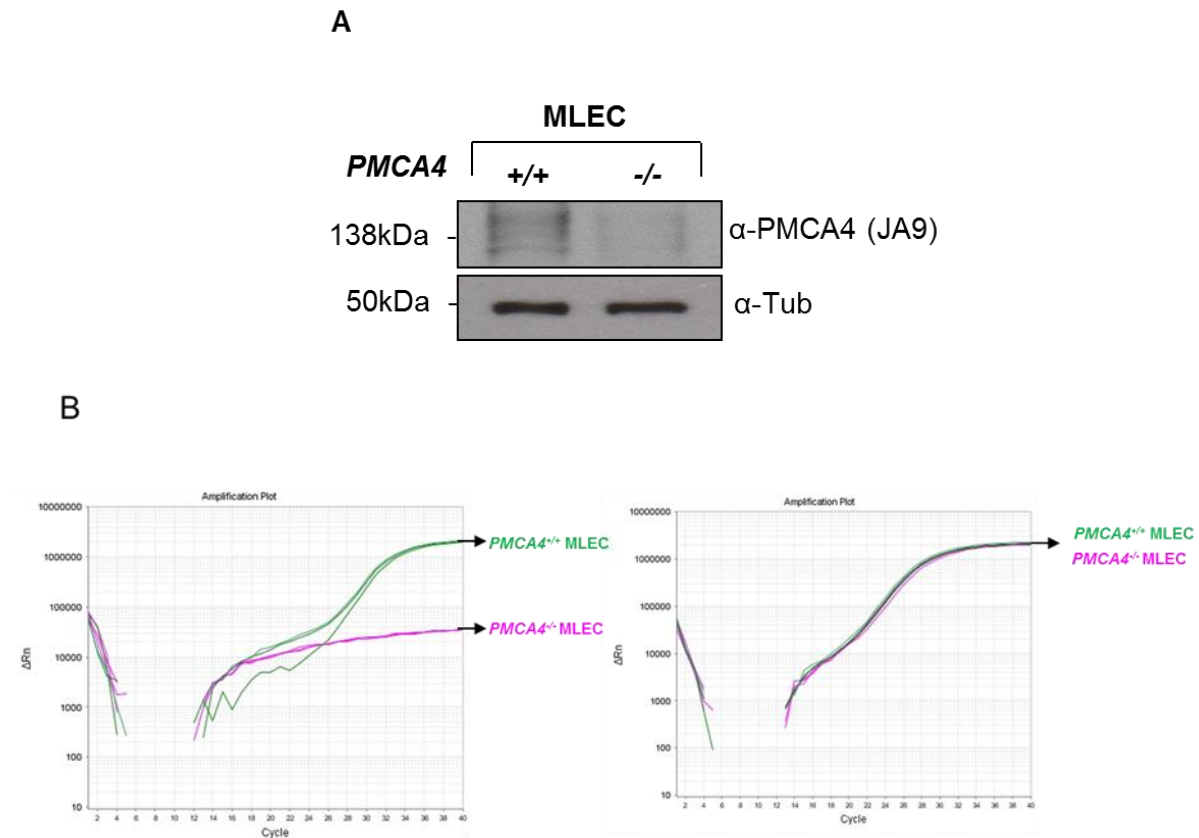 A
MLEC
PMCA4 +/+ -/-
138kDa - α-PMCA4 (JA9)
50kDa - α-Tub
B
Amplification Plot
10000000
1000000
100000
10000
1000
100
10
ΔRn
2 4 6 8 10 12 14 16 18 20 22 24 26 28 30 32 34 36 38 40
Cycle
PMCA4+/+ MLEC
PMCA4-/- MLEC
Amplification Plot
10000000
1000000
100000
10000
1000
100
10
ΔRn
2 4 6 8 10 12 14 16 18 20 22 24 26 28 30 32 34 36 38 40
Cycle
PMCA4+/+ MLEC
PMCA4-/- MLEC